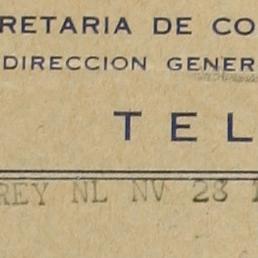 RETARIA DE CO
DIRECCION GENER
TEL
REY NL NV 28